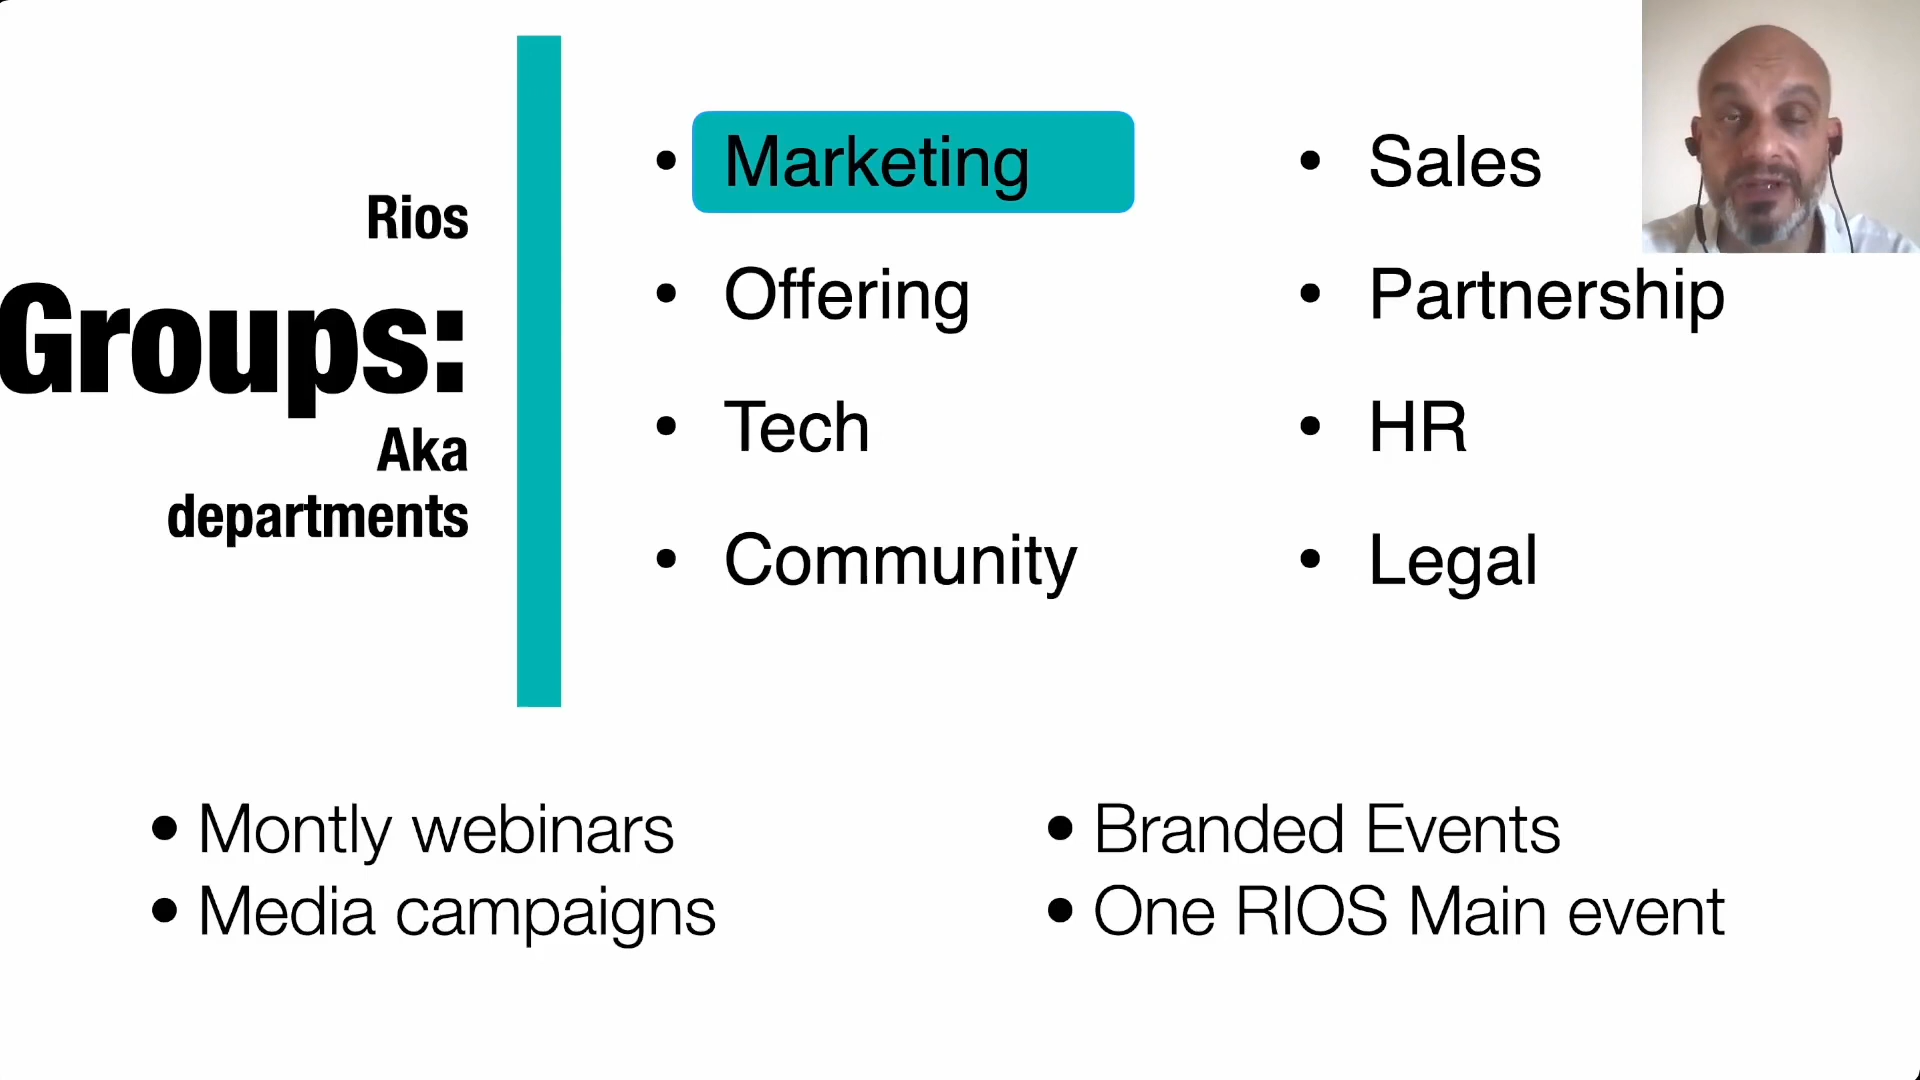 Rios
Groups:
Aka
departments
• Marketing
• Offering
• Tech
• Community
• Sales
• Partnership
• HR
• Legal
• Montly webinars
• Media campaigns
• Branded Events
• One RIOS Main event